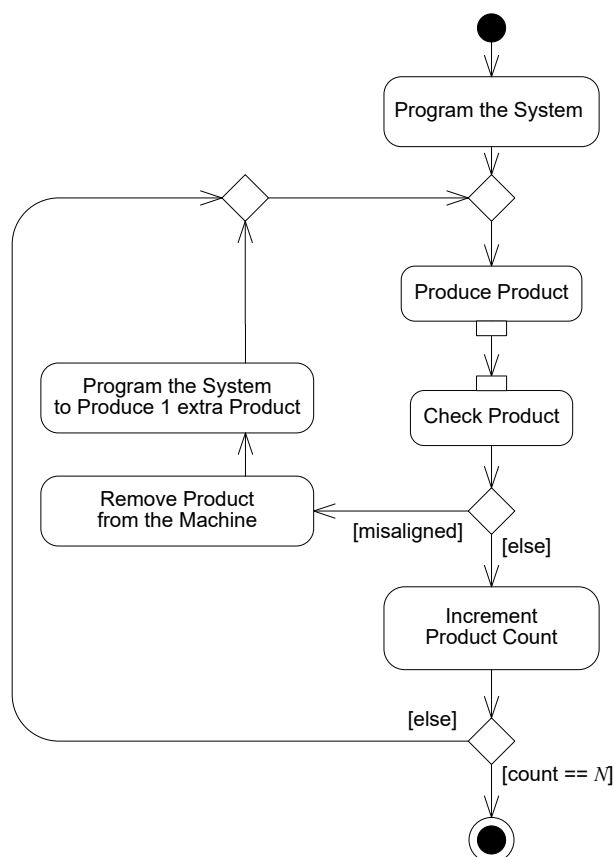 Program the System
Produce Product
Program the System
to Produce 1 extra Product
Check Product
Remove Product
from the Machine
[misaligned]
[else]
Increment
Product Count
[else]
[count == N]